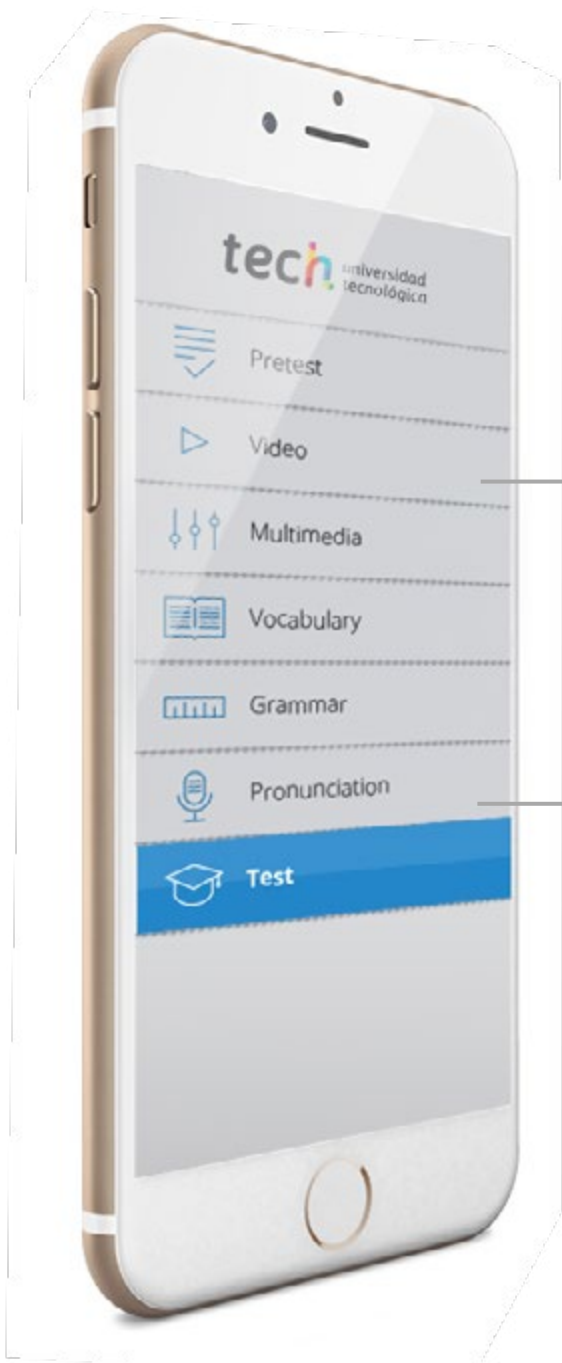 tech universidad
tecnológica
Pretest
Video
Multimedia
Vocabulary
Grammar
Pronunciation
Test